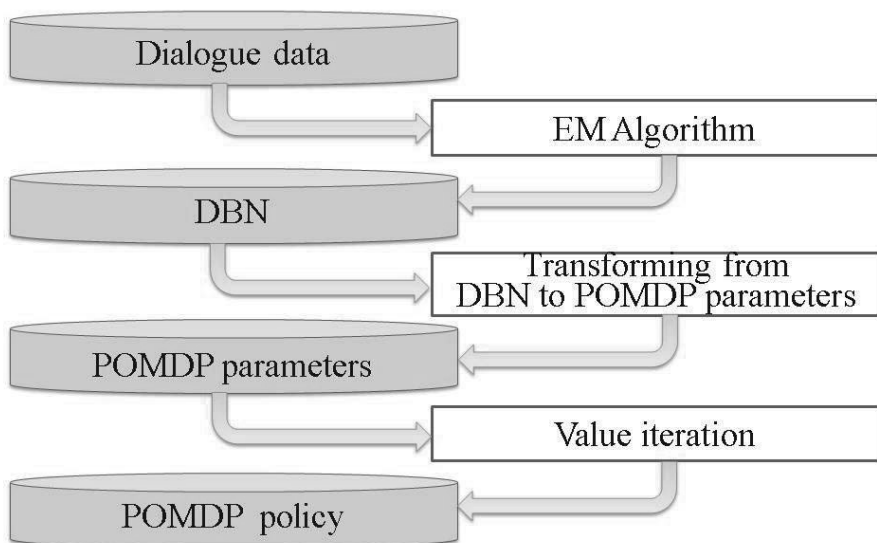 Dialogue data
EM Algorithm
DBN
Transforming from
DBN to POMDP parameters
POMDP parameters
Value iteration
POMDP policy